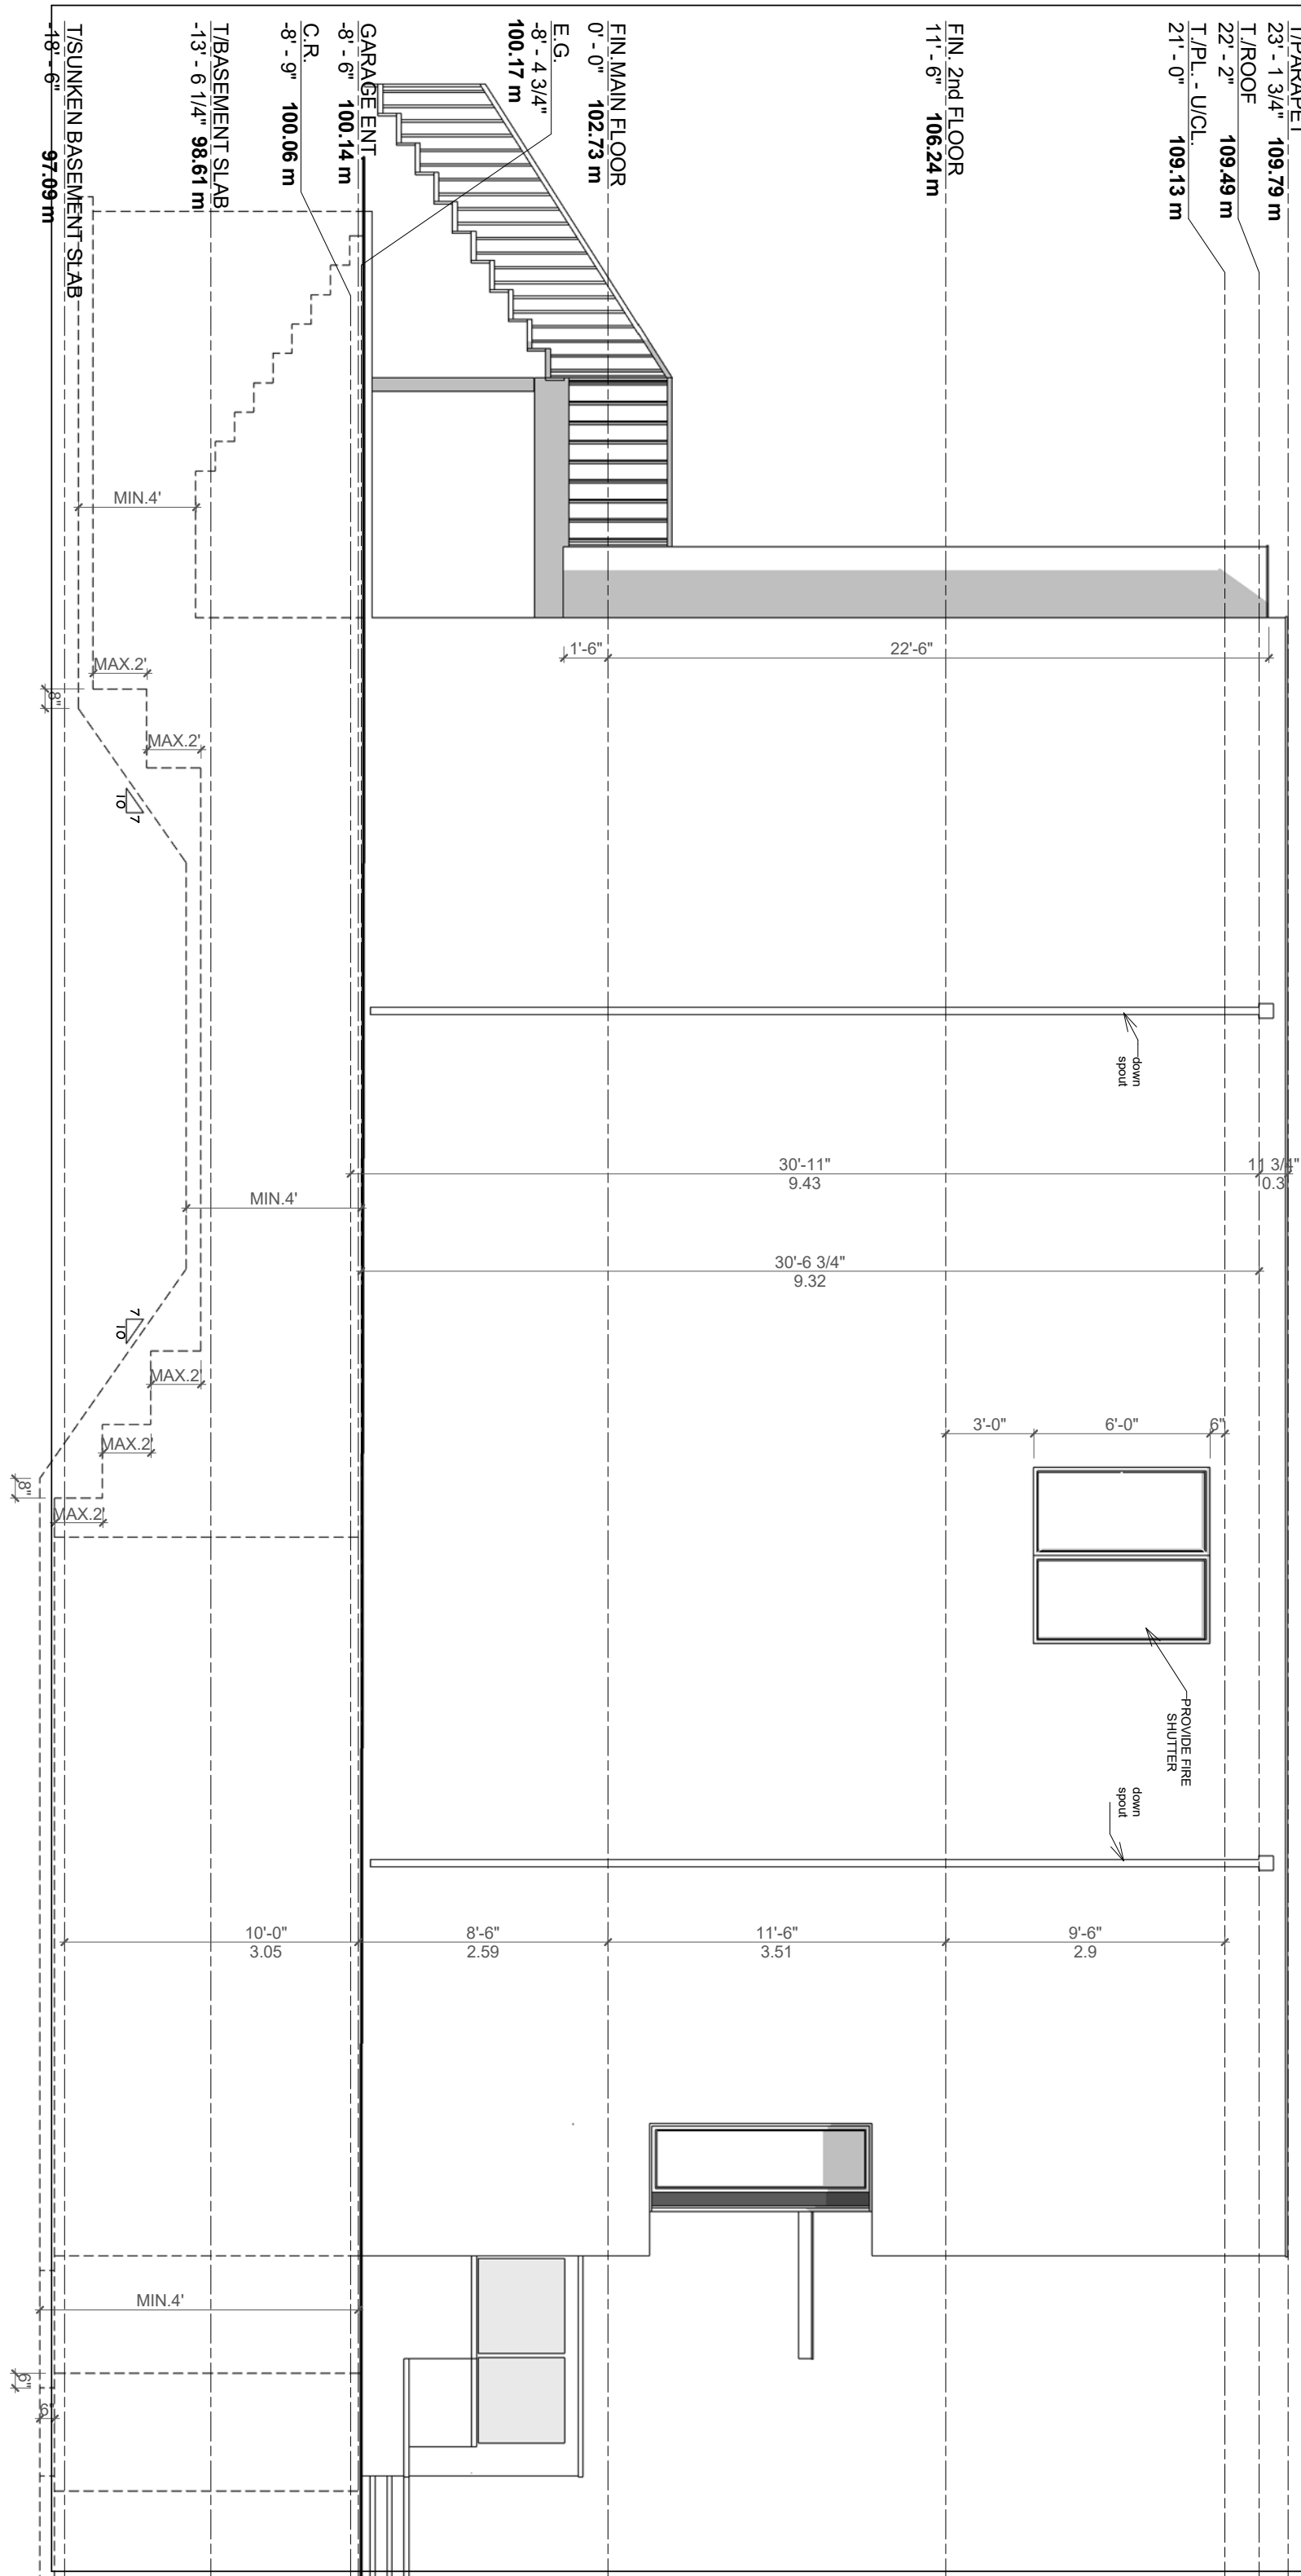 T/PARAPET
23' - 1 3/4" 109.79 m
T./ROOF
22' - 2" 109.49 m
T./PL. - U/CL.
21' - 0" 109.13 m
FIN. 2nd FLOOR
11' - 6" 106.24 m
FIN.MAIN FLOOR
0' - 0" 102.73 m
E.G.
-8' - 4 3/4"
100.17 m
GARAGE ENT
-8' - 6" 100.14 m
C.R.
-8' - 9" 100.06 m
T/BASEMENT SLAB
-13' - 6 1/4" 98.61 m
T/SUNKEN BASEMENT SLAB
-18' - 6" 97.09 m
MIN.4'
MAX.2'
8"
MAX.2'
10
7
1'-6"
22'-6"
down
spout
30'-11"
9.43
11 3/4"
0.3
MIN.4'
30'-6 3/4"
9.32
7
10
MAX.2'
MAX.2'
8"
MAX.2'
3'-0"
6'-0"
6"
PROVIDE FIRE
SHUTTER
down
spout
10'-0"
3.05
8'-6"
2.59
11'-6"
3.51
9'-6"
2.9
MIN.4'
6"
6"